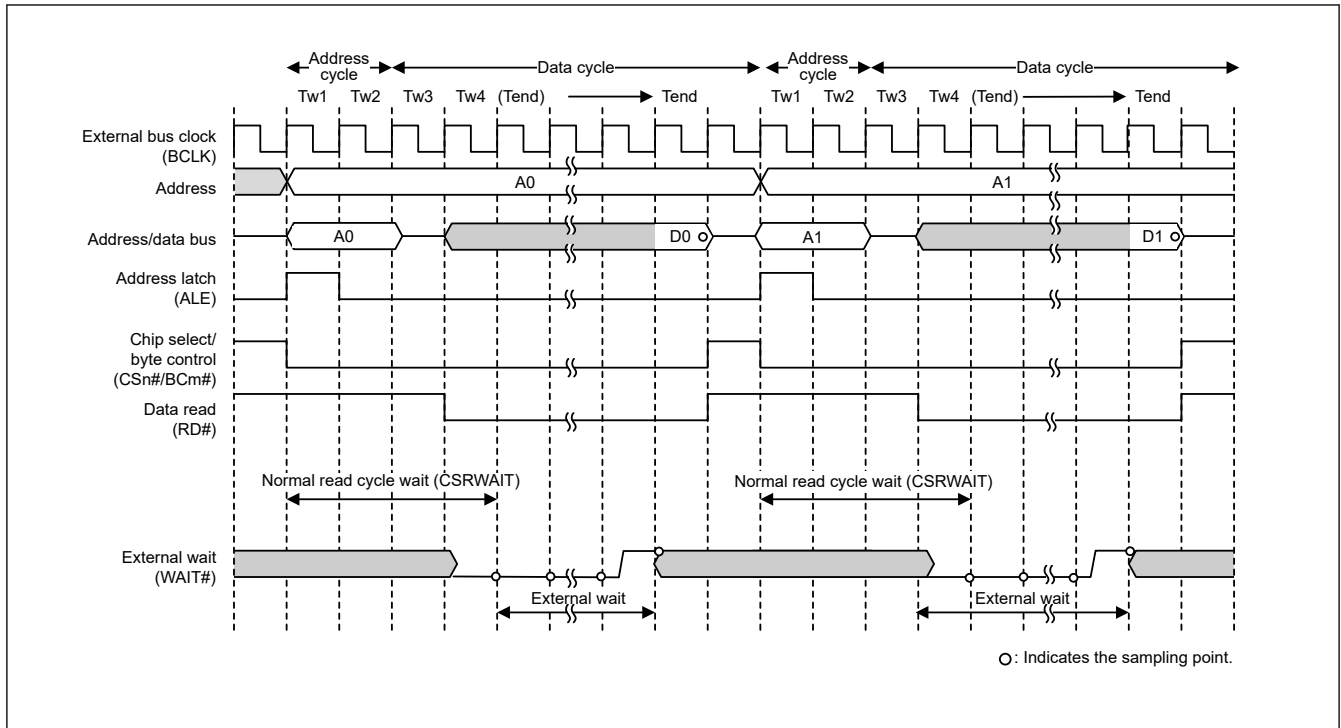 Address
cycle
Data cycle
Address
cycle
Data cycle
Tw1 Tw2 Tw3 Tw4 (Tend) Tend Tw1 Tw2 Tw3 Tw4 (Tend) Tend
External bus clock
(BCLK)
Address A0 A1
Address/data bus A0 D0 A1 D1
Address latch
(ALE)
Chip select/
byte control
(CSn#/BCm#)
Data read
(RD#)
Normal read cycle wait (CSRWAIT) Normal read cycle wait (CSRWAIT)
External wait
(WAIT#)
External wait External wait
: Indicates the sampling point.